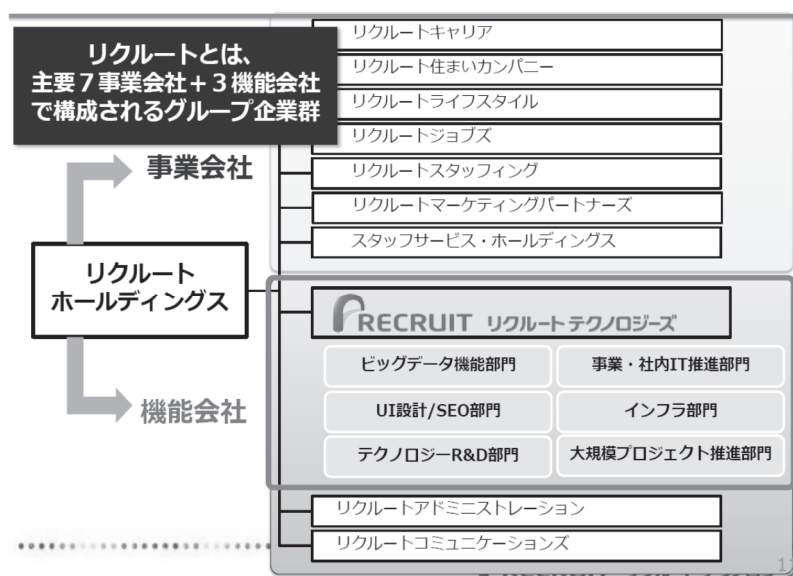 リクルートとは、
主要７事業会社＋３機能会社
で構成されるグループ企業群
リクルートキャリア
リクルート住まいカンパニー
リクルートライフスタイル
リクルートジョブズ
リクルートスタッフィング
リクルートマーケティングパートナーズ
スタッフサービス・ホールディングス
事業会社
リクルート
ホールディングス
RECRUIT リクルートテクノロジーズ
ビッグデータ機能部門
事業・社内IT推進部門
UI設計/SEO部門
インフラ部門
テクノロジーR&D部門
大規模プロジェクト推進部門
機能会社
リクルートアドミニストレーション
リクルートコミュニケーションズ